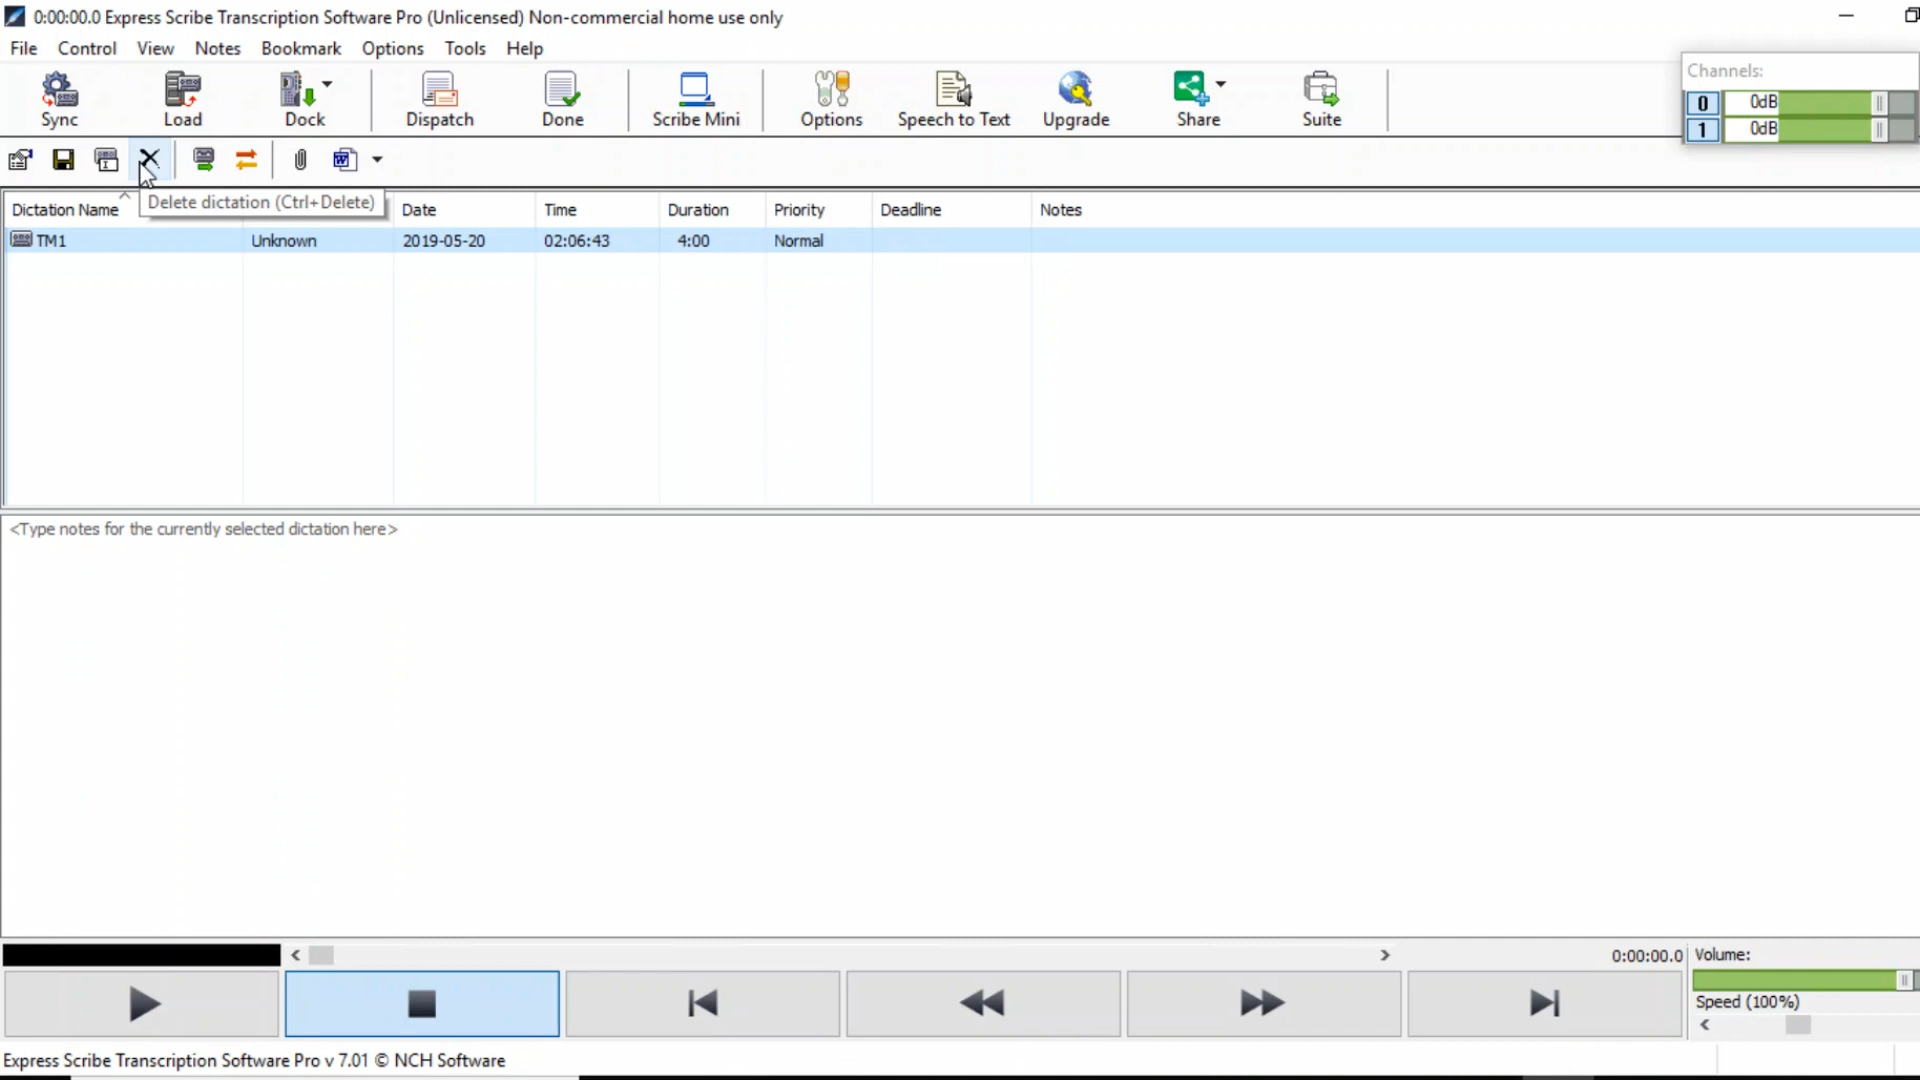 0:00:00.0 Express Scribe Transcription Software Pro (Unlicensed) Non-commercial home use only
File Control View Notes Bookmark Options Tools Help
Channels:
0 0dB
1 0dB
Sync Load Dock Dispatch Done Scribe Mini Options Speech to Text Upgrade Share Suite
Delete dictation (Ctrl+Delete)
Dictation Name Date Time Duration Priority Deadline Notes
TM1 Unknown 2019-05-20 02:06:43 4:00 Normal
<Type notes for the currently selected dictation here>
0:00:00.0 Volume:
Speed (100%)
Express Scribe Transcription Software Pro v 7.01 © NCH Software